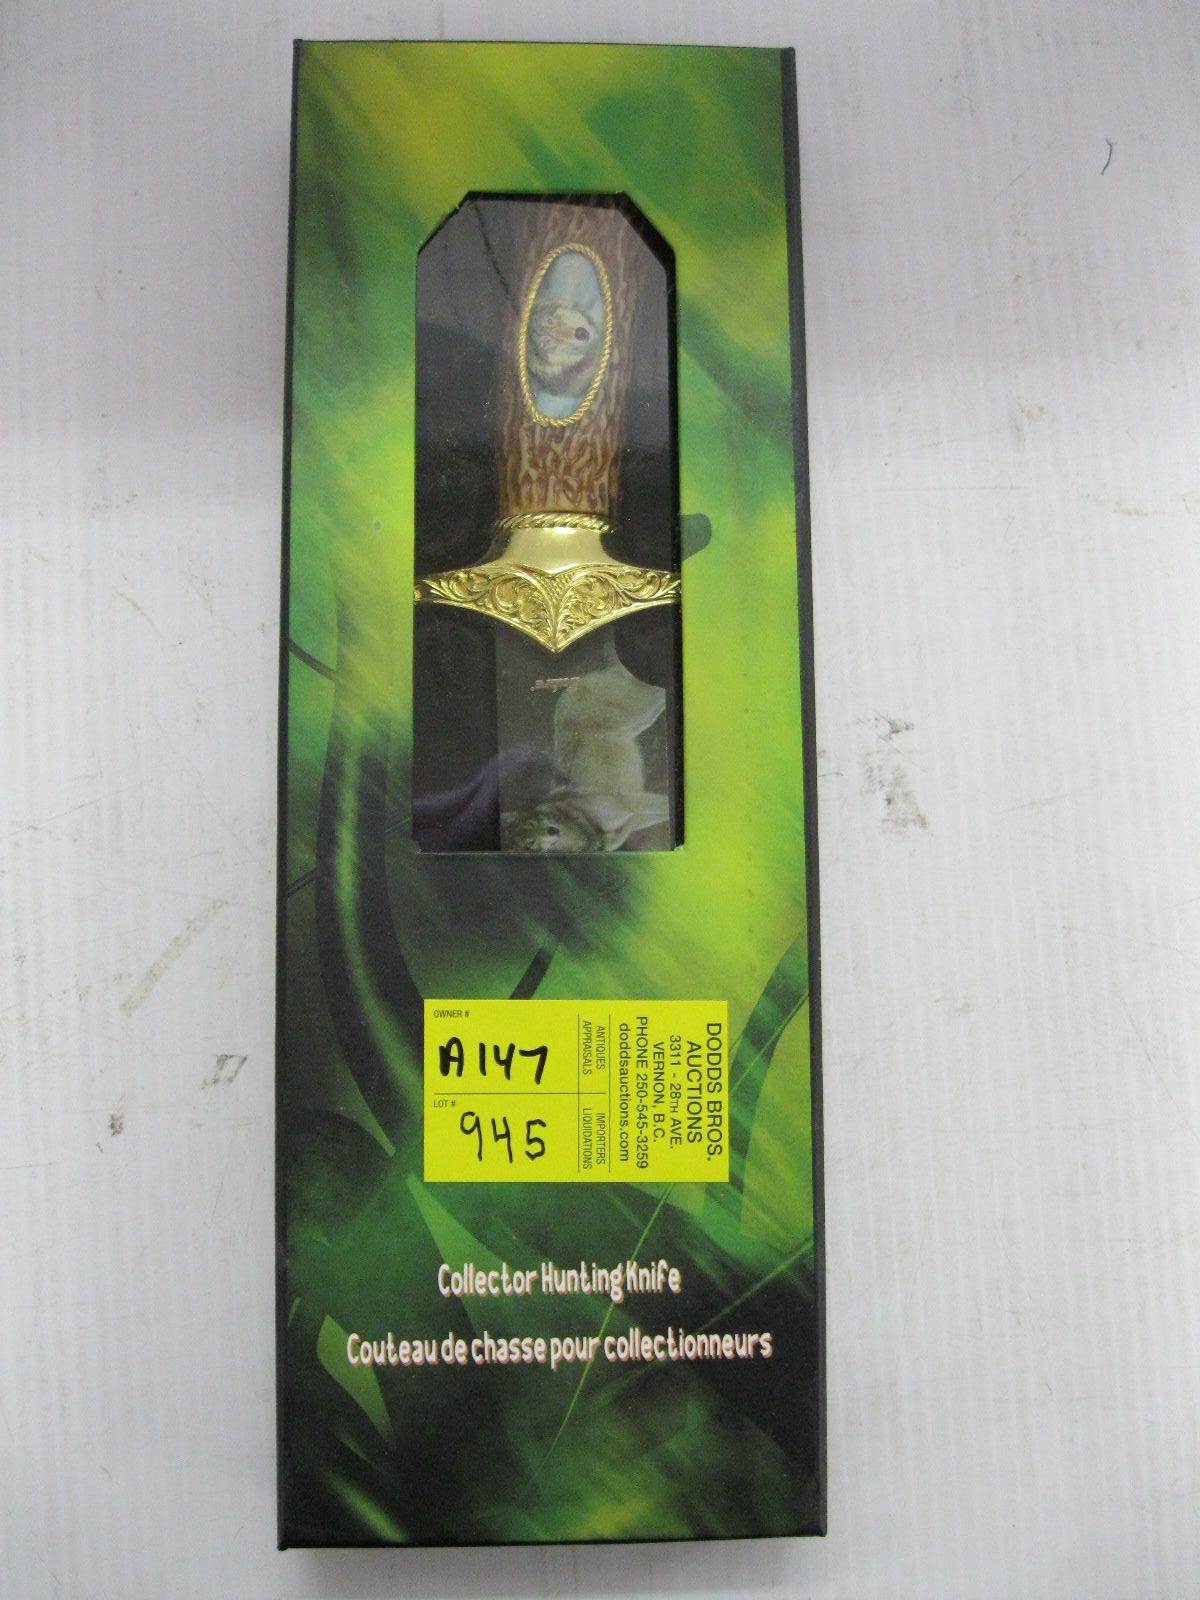 OWNER #
A147
LOT #
945
ANTIQUES
APPRAISALS
IMPORTERS
LIQUIDATIONS
DODDS BROS.
AUCTIONS
3311 - 28TH AVE.
VERNON, B.C.
PHONE 250-545-3259
doddsauctions.com
Collector Hunting Knife
Couteau de chasse pour collectionneurs